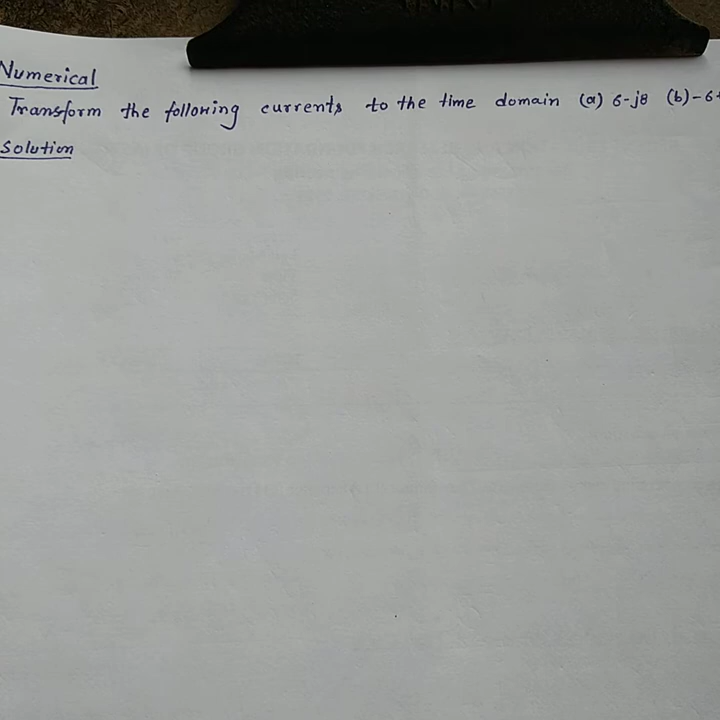 Numerical
Transform the following currents to the time domain (a) 6-j8 (b)-6+
Solution